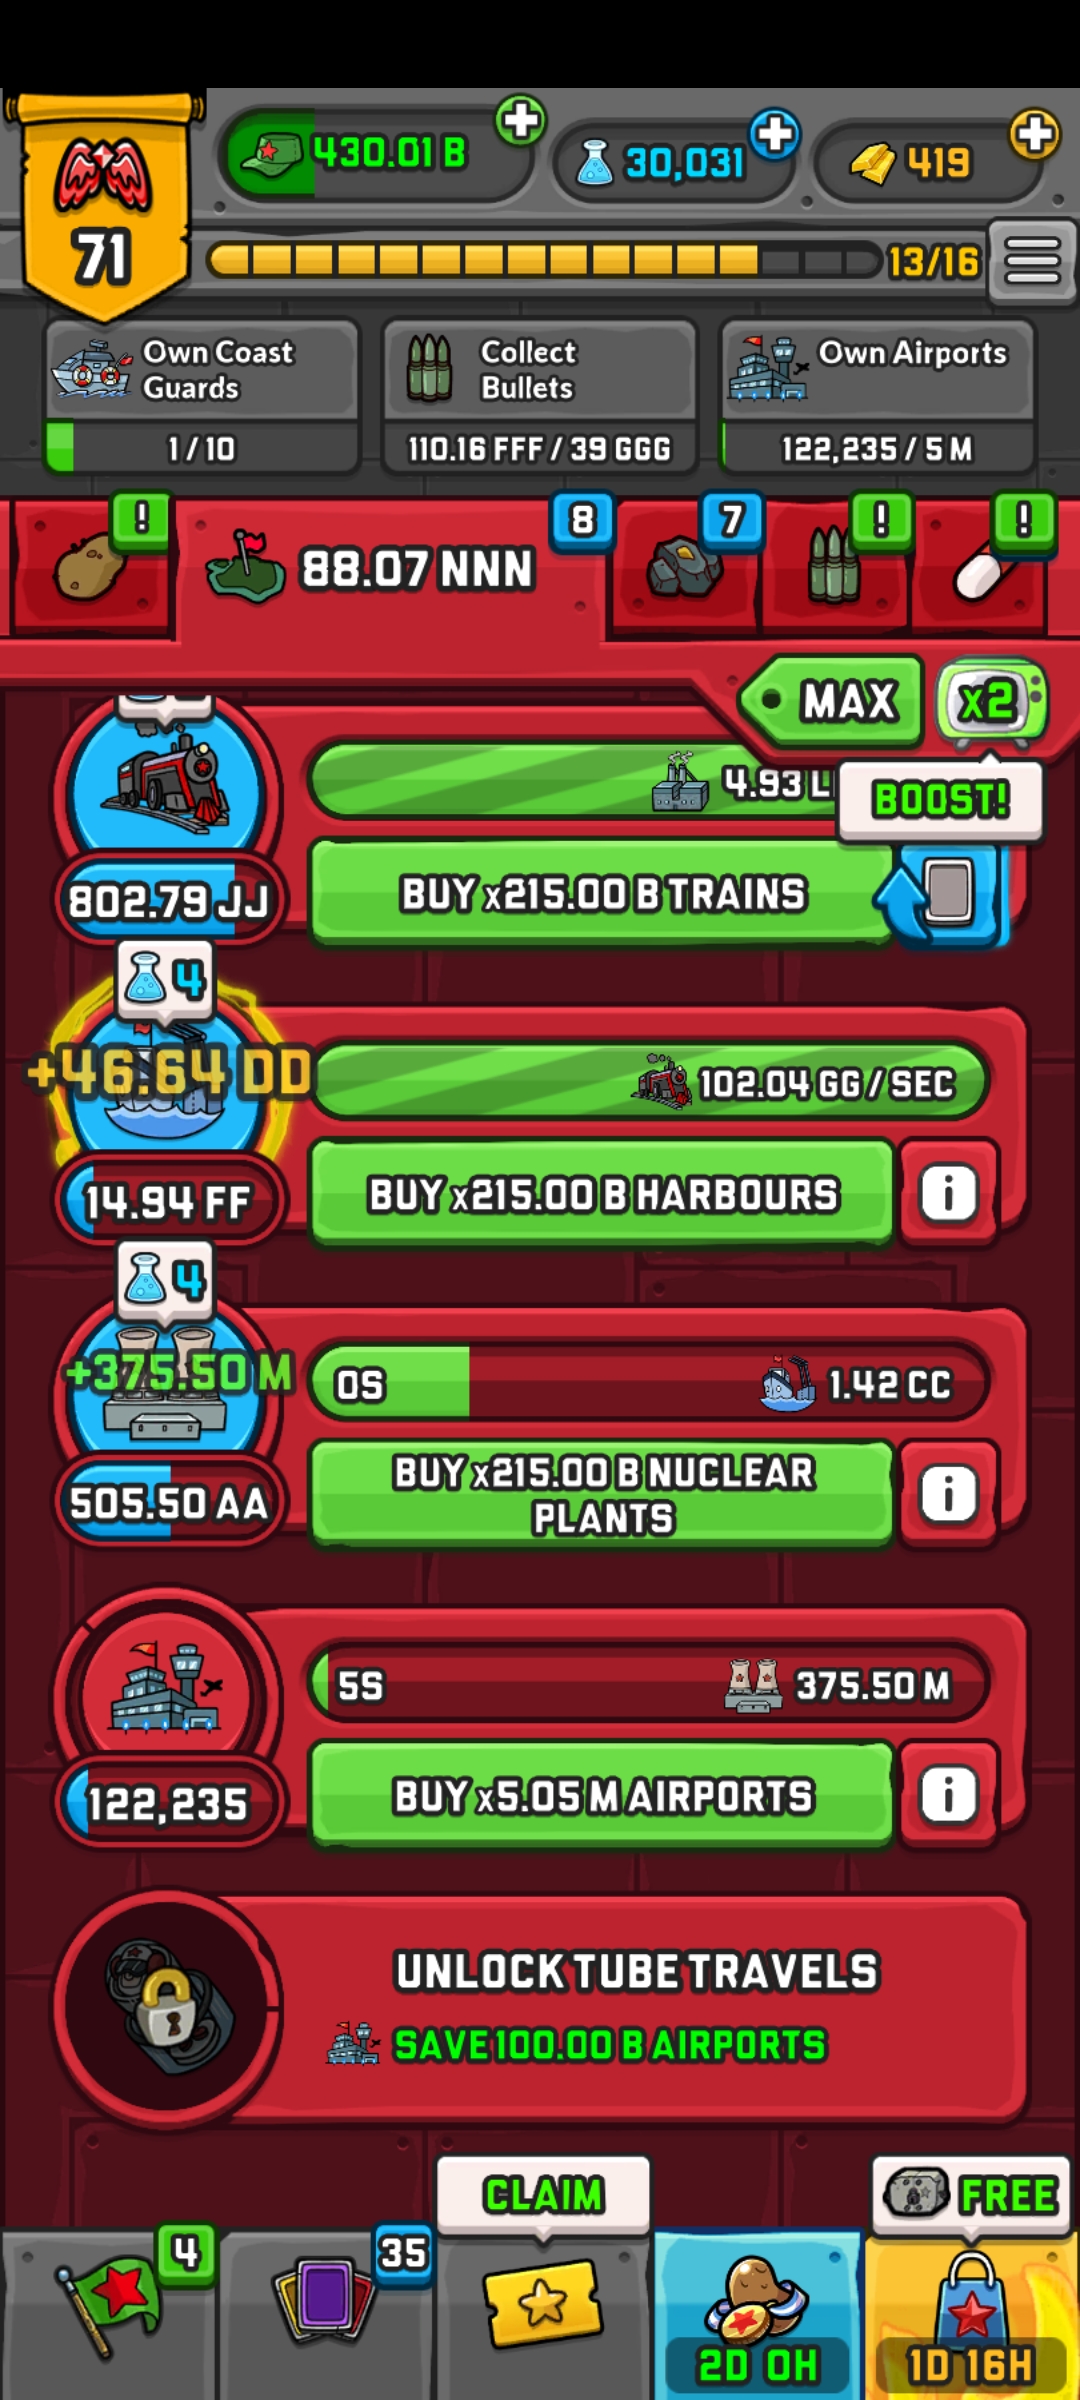 430.01 B
30,031
419
71
13/16
Own Coast
Guards
Collect
Bullets
Own Airports
1 / 10
110.16 FFF / 39 GGG
122,235 / 5 M
!
88.07 NNN
8
7
!
!
MAX
x2
4.93
BOOST!
802.79 JJ
BUY x215.00 B TRAINS
4
+46.64 DD
102.04 GG / SEC
14.94 FF
BUY x215.00 B HARBOURS
i
4
+375.50 M
0S
1.42 CC
505.50 AA
BUY x215.00 B NUCLEAR
PLANTS
i
5S
375.50 M
122,235
BUY x5.05 M AIRPORTS
i
UNLOCK TUBE TRAVELS
SAVE 100.00 B AIRPORTS
CLAIM
FREE
4
35
2D 0H
1D 16H